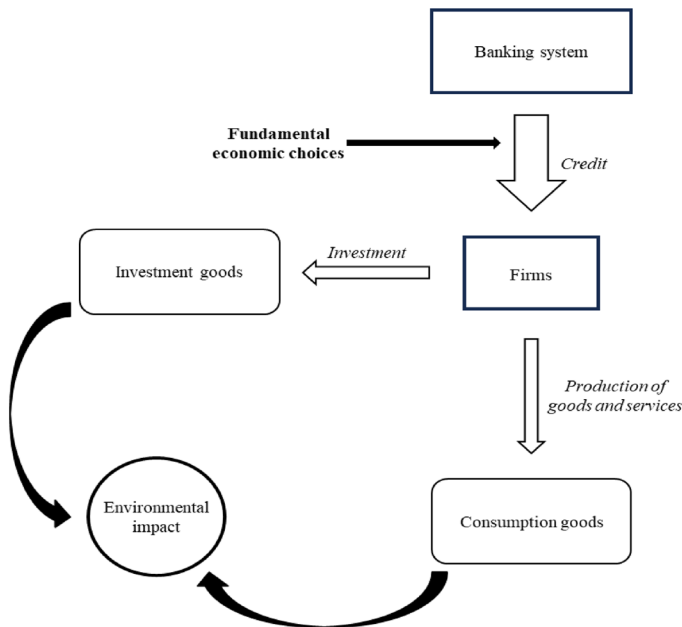 Banking system
Fundamental
economic choices
Credit
Investment goods
Investment
Firms
Production of
goods and services
Environmental
impact
Consumption goods